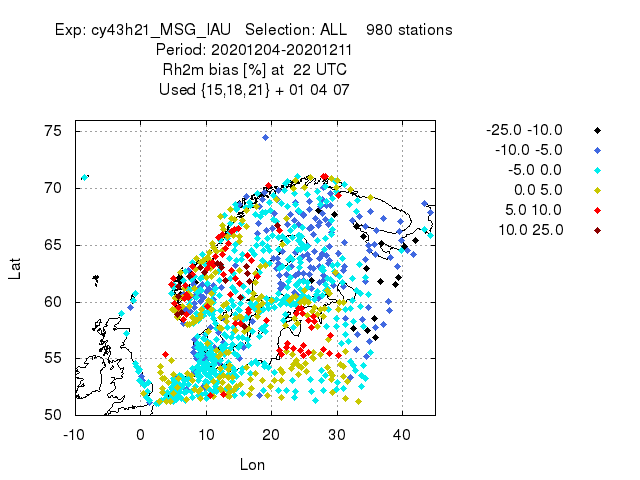 Exp: cy43h21_MSG_IAU Selection: ALL 980 stations
Period: 20201204-20201211
Rh2m bias [%] at 22 UTC
Used {15,18,21} + 01 04 07
-25.0 -10.0
-10.0 -5.0
-5.0 0.0
0.0 5.0
5.0 10.0
10.0 25.0
Lat
75
70
65
60
55
50
-10 0 10 20 30 40
Lon